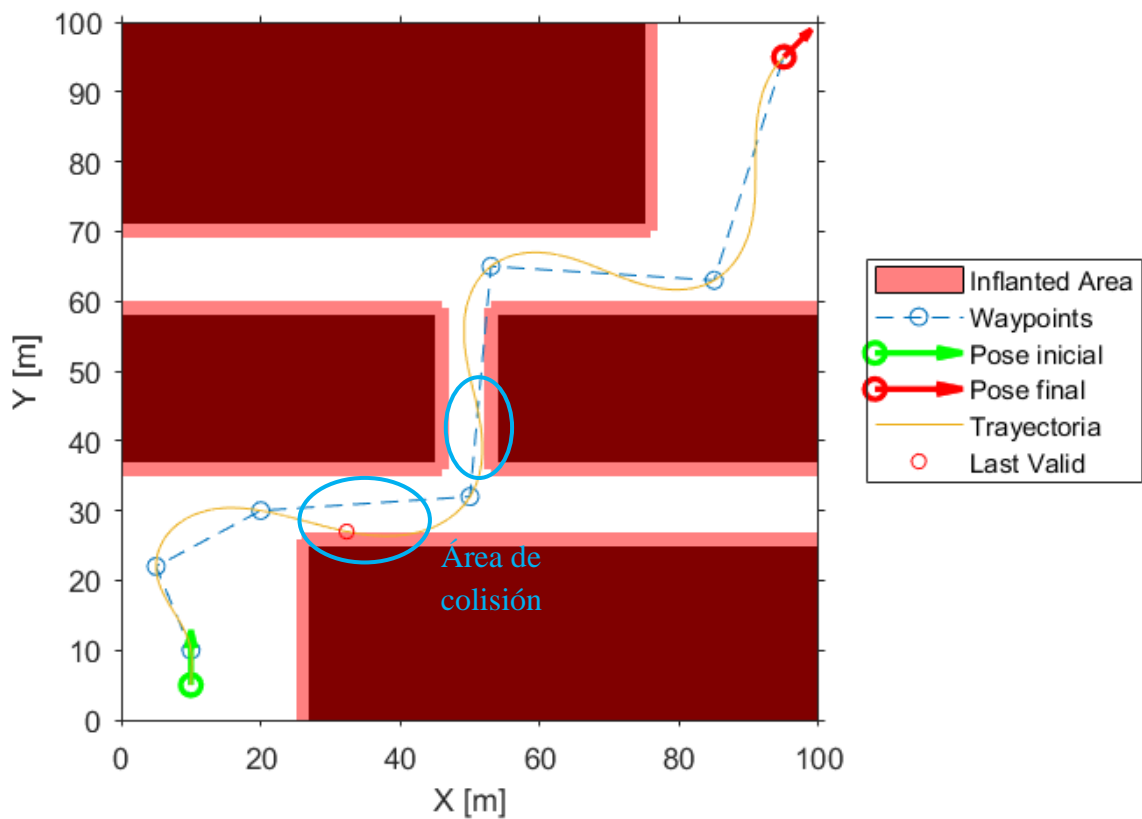 100
90
80
70
60
50
40
30
20
10
0
Y [m]
0
20
40
60
80
100
X [m]
Área de
colisión
Inflanted Area
Waypoints
Pose inicial
Pose final
Trayectoria
Last Valid